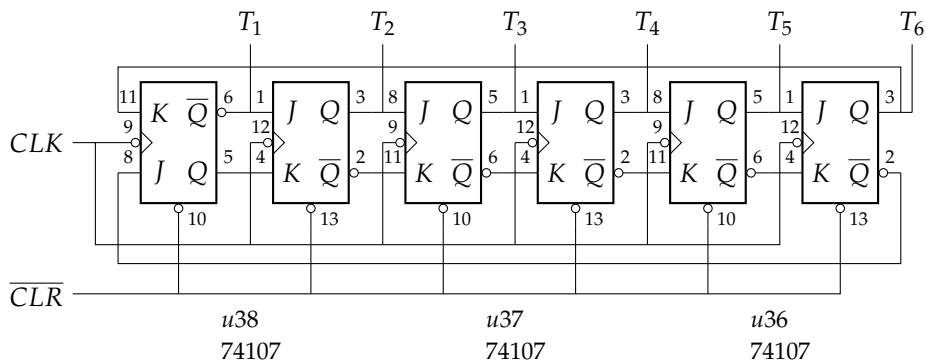 T1 T2 T3 T4 T5 T6
11 6 1 3 8 5 1 3 8 5 1 3
K Q̅ J Q J Q J Q J Q J Q
CLK 9 12 9 12 9 12
8 5 4 2 11 6 4 2 11 6 4 2
J Q K Q̅ K Q̅ K Q̅ K Q̅ K Q̅
10 13 10 13 10 13
C̅L̅R̅
u38 u37 u36
74107 74107 74107